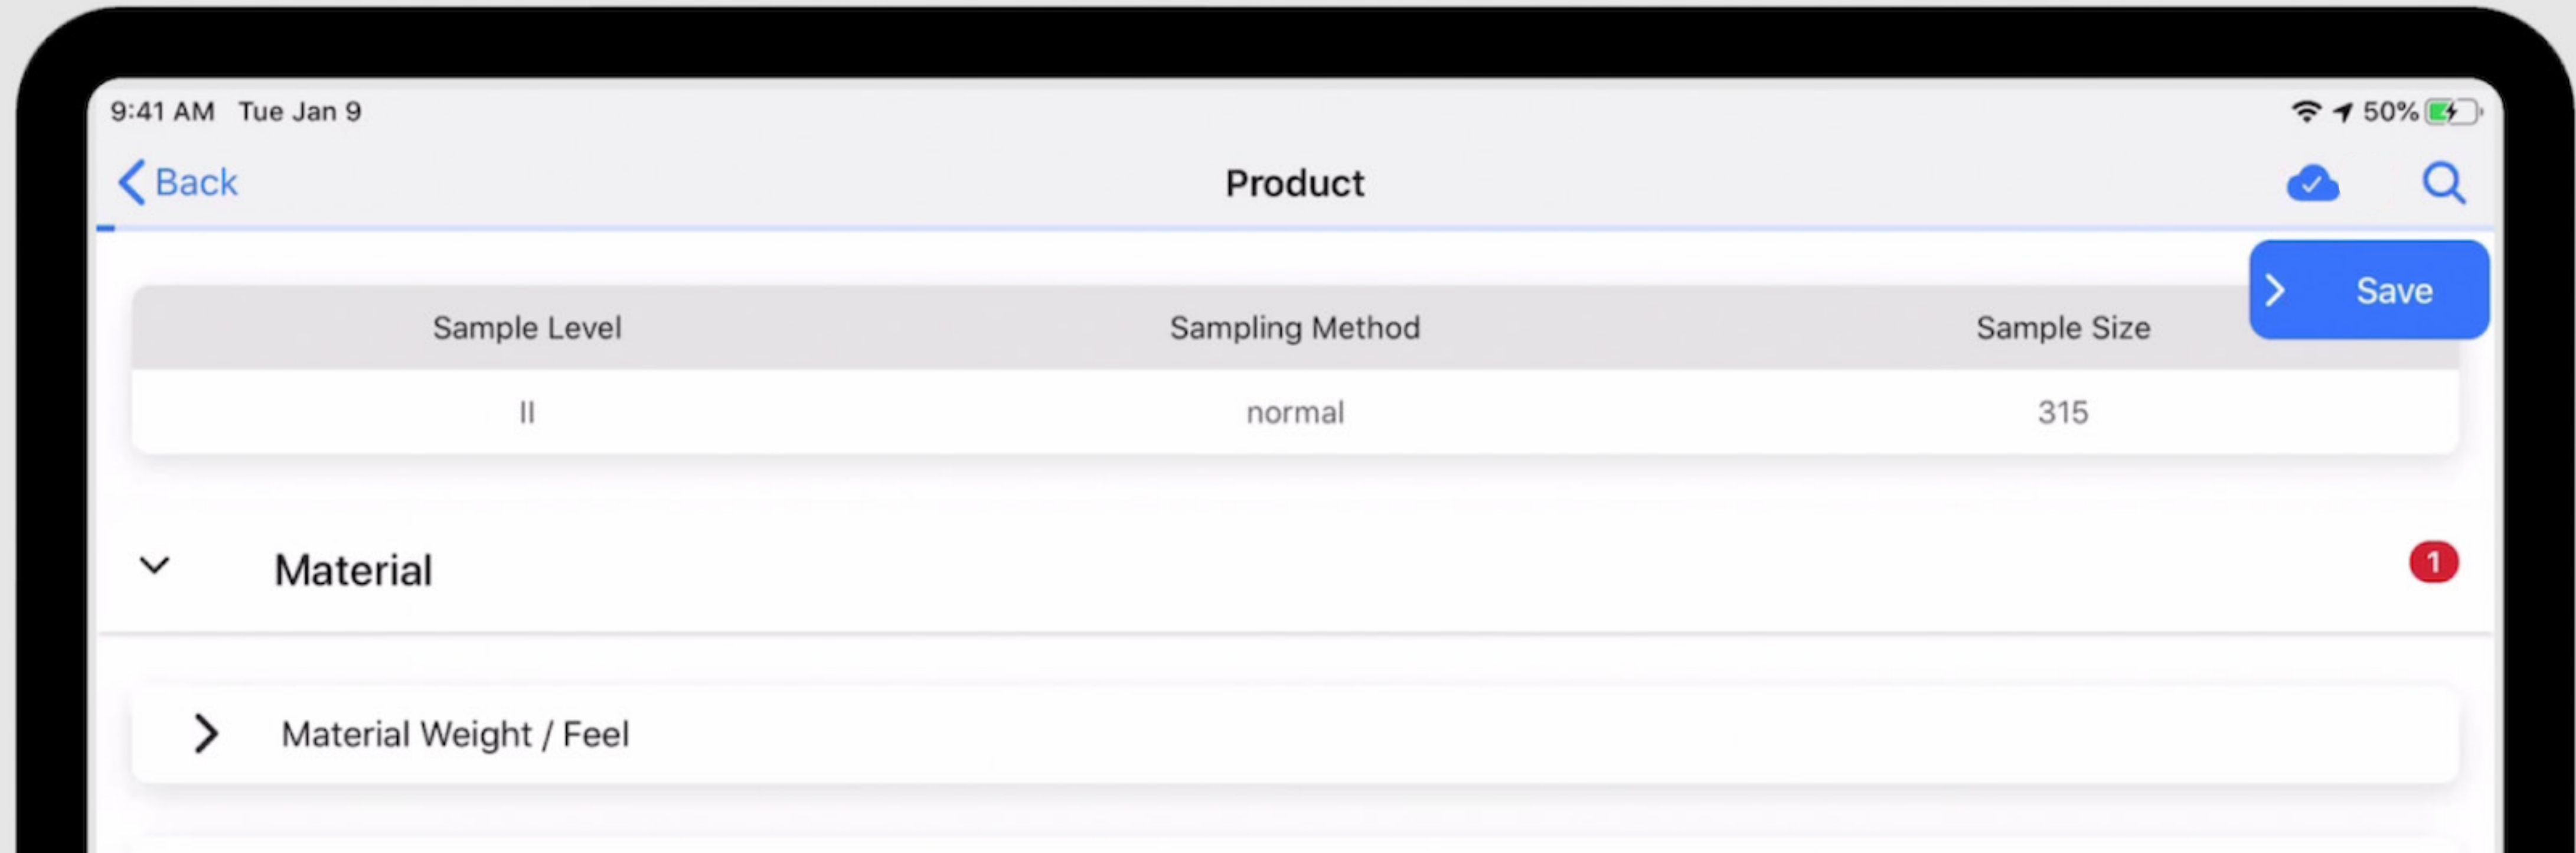 9:41 AM Tue Jan 9 50%
Back Product
Save
Sample Level Sampling Method Sample Size
II normal 315
Material 1
Material Weight / Feel